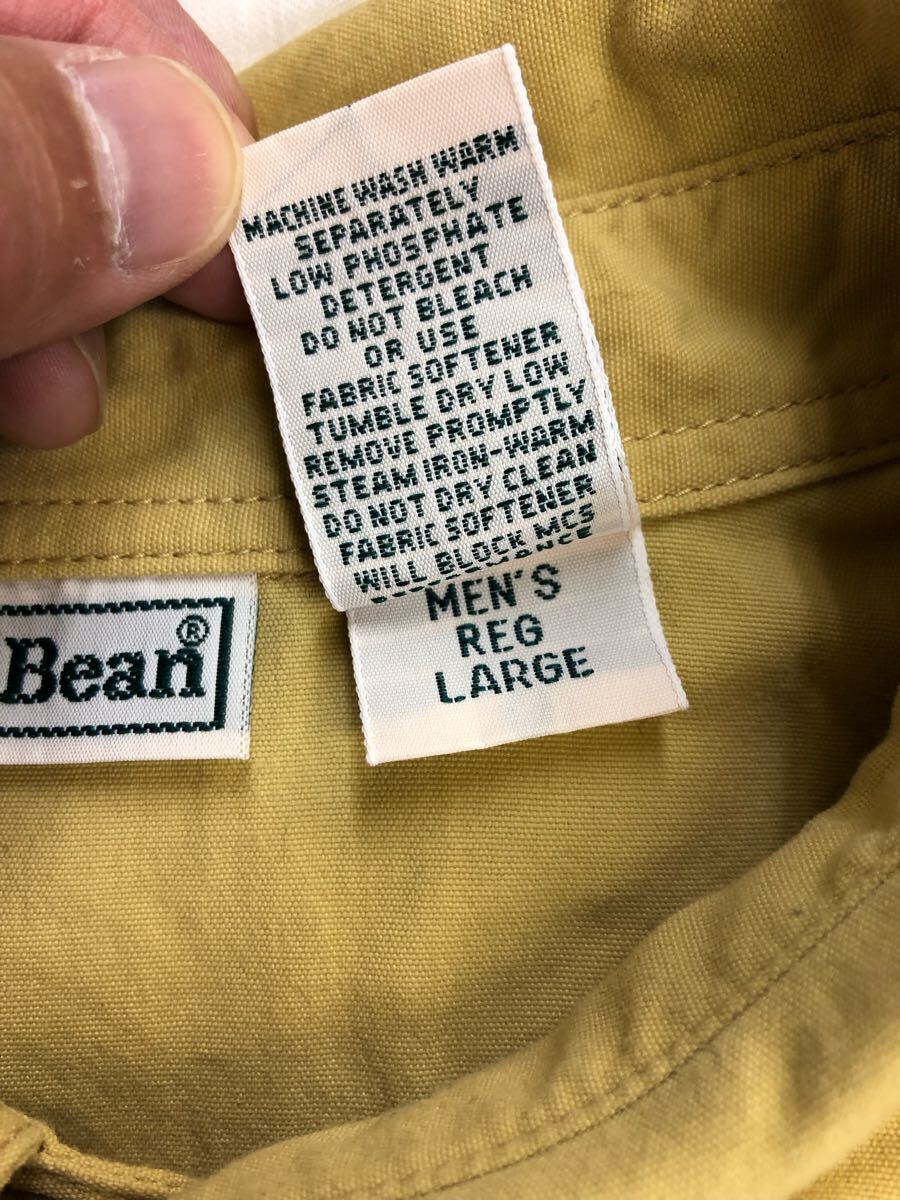 MACHINE WASH WARM
SEPARATELY
LOW PHOSPHATE
DETERGENT
DO NOT BLEACH
OR USE
FABRIC SOFTENER
TUMBLE DRY LOW
REMOVE PROMPTLY
STEAM IRON-WARM
DO NOT DRY CLEAN
FABRIC SOFTENER
WILL BLOCK MCS
MEN'S
REG
LARGE
Bean®